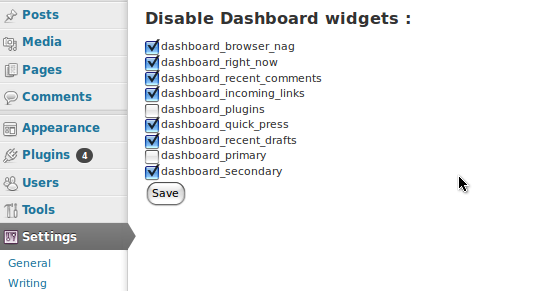 Posts
Media
Pages
Comments
Appearance
Plugins 4
Users
Tools
Settings
General
Writing
Disable Dashboard widgets :
dashboard_browser_nag
dashboard_right_now
dashboard_recent_comments
dashboard_incoming_links
dashboard_plugins
dashboard_quick_press
dashboard_recent_drafts
dashboard_primary
dashboard_secondary
Save